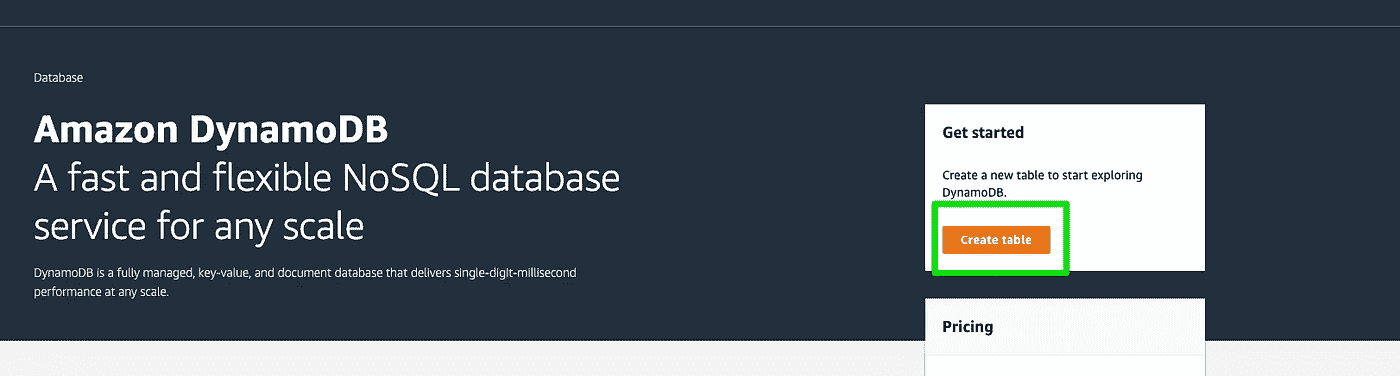 Database
Amazon DynamoDB
A fast and flexible NoSQL database
service for any scale
DynamoDB is a fully managed, key-value, and document database that delivers single-digit-millisecond
performance at any scale.
Get started
Create a new table to start exploring
DynamoDB.
Create table
Pricing